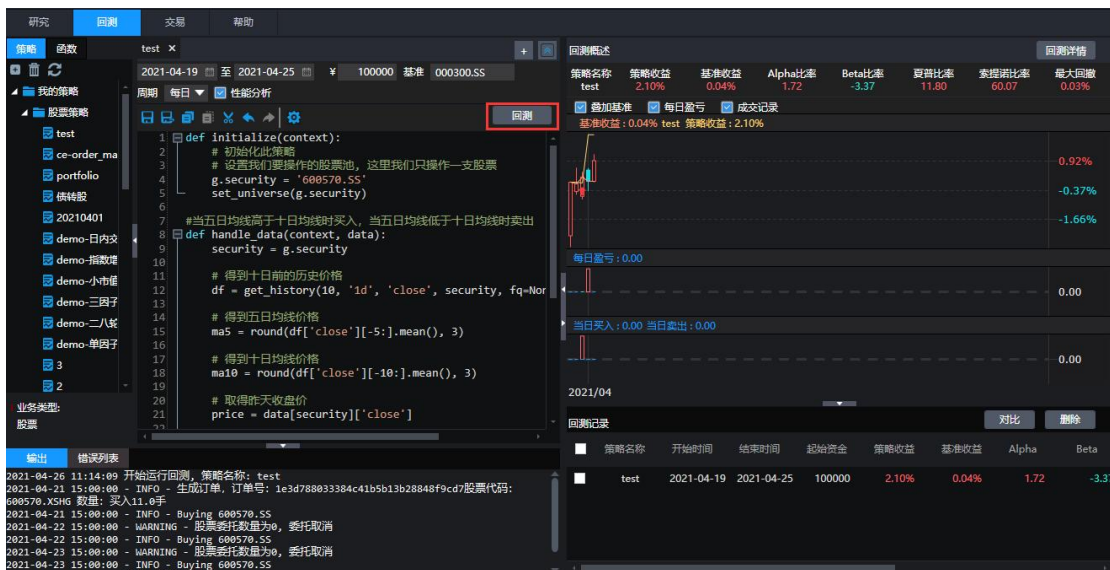 研究 回测 交易 帮助
策略 函数
我的策略
股票策略
test
ce-order_ma
portfolio
债转股
20210401
demo-日内交
demo-指数增
demo-小市值
demo-三因子
demo-二八轮
demo-单因子
3
2
业务类型:
股票
test ×
2021-04-19 至 2021-04-25 ¥ 100000 基准 000300.SS
周期 每日 性能分析
回测
1 def initialize(context):
2 # 初始化此策略
3 # 设置我们要操作的股票池, 这里我们只操作一支股票
4 g.security = '600570.SS'
5 set_universe(g.security)
6
7 #当五日均线高于十日均线时买入, 当五日均线低于十日均线时卖出
8 def handle_data(context, data):
9 security = g.security
10
11 # 得到十日前的历史价格
12 df = get_history(10, '1d', 'close', security, fq=Nor
13
14 # 得到五日均线价格
15 ma5 = round(df['close'][-5:].mean(), 3)
16
17 # 得到十日均线价格
18 ma10 = round(df['close'][-10:].mean(), 3)
19
20 # 取得昨天收盘价
21 price = data[security]['close']
22
输出 错误列表
2021-04-26 11:14:09 开始运行回测, 策略名称: test
2021-04-21 15:00:00 - INFO - 生成订单, 订单号: 1e3d788033384c41b5b13b28848f9cd7股票代码:
600570.XSHG 数量: 买入11.0手
2021-04-21 15:00:00 - INFO - Buying 600570.SS
2021-04-22 15:00:00 - WARNING - 股票委托数量为0, 委托取消
2021-04-22 15:00:00 - INFO - Buying 600570.SS
2021-04-23 15:00:00 - WARNING - 股票委托数量为0, 委托取消
2021-04-23 15:00:00 - INFO - Buying 600570.SS
回测概述 回测详情
策略名称 策略收益 基准收益 Alpha比率 Beta比率 夏普比率 索提诺比率 最大回撤
test 2.10% 0.04% 1.72 -3.37 11.80 60.07 0.03%
叠加基准 每日盈亏 成交记录
基准收益 : 0.04% test 策略收益 : 2.10%
0.92%
-0.37%
-1.66%
每日盈亏 : 0.00
0.00
当日买入 : 0.00 当日卖出 : 0.00
0.00
2021/04
回测记录 对比 删除
策略名称 开始时间 结束时间 起始资金 策略收益 基准收益 Alpha Beta
test 2021-04-19 2021-04-25 100000 2.10% 0.04% 1.72 -3.3